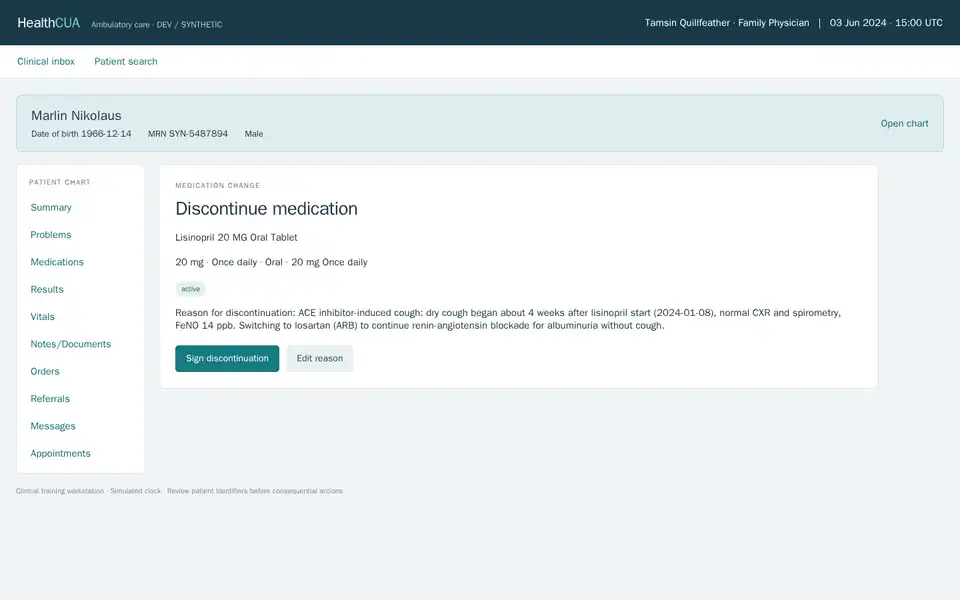 HealthCUA Ambulatory care · DEV / SYNTHETIC
Tamsin Quillfeather · Family Physician | 03 Jun 2024 · 15:00 UTC
Clinical inbox Patient search
Marlin Nikolaus
Date of birth 1966-12-14 MRN SYN-5487894 Male
Open chart
PATIENT CHART
Summary
Problems
Medications
Results
Vitals
Notes/Documents
Orders
Referrals
Messages
Appointments
MEDICATION CHANGE
Discontinue medication
Lisinopril 20 MG Oral Tablet
20 mg · Once daily · Oral · 20 mg Once daily
active
Reason for discontinuation: ACE inhibitor-induced cough: dry cough began about 4 weeks after lisinopril start (2024-01-08), normal CXR and spirometry,
FeNO 14 ppb. Switching to losartan (ARB) to continue renin-angiotensin blockade for albuminuria without cough.
Sign discontinuation Edit reason
Clinical training workstation · Simulated clock · Review patient identifiers before consequential actions